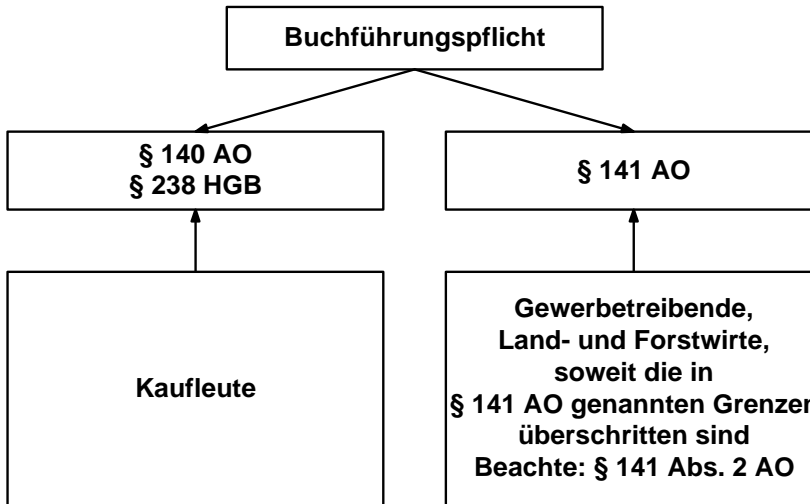 Buchführungspflicht
§ 140 AO
§ 238 HGB
§ 141 AO
Kaufleute
Gewerbetreibende,
Land- und Forstwirte,
soweit die in
§ 141 AO genannten Grenzen
überschritten sind
Beachte: § 141 Abs. 2 AO